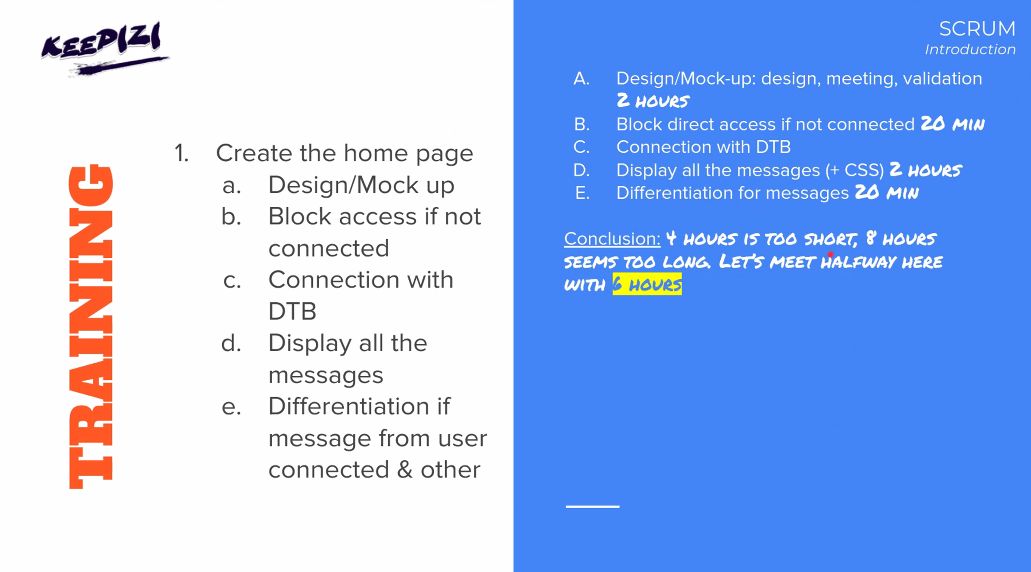 KEEPIZI
TRAINING
1. Create the home page
a. Design/Mock up
b. Block access if not
connected
c. Connection with
DTB
d. Display all the
messages
e. Differentiation if
message from user
connected & other
SCRUM
Introduction
A. Design/Mock-up: design, meeting, validation
2 HOURS
B. Block direct access if not connected 20 MIN
C. Connection with DTB
D. Display all the messages (+ CSS) 2 HOURS
E. Differentiation for messages 20 MIN
Conclusion: 4 HOURS IS TOO SHORT, 8 HOURS
SEEMS TOO LONG. LET'S MEET HALFWAY HERE
WITH 6 HOURS